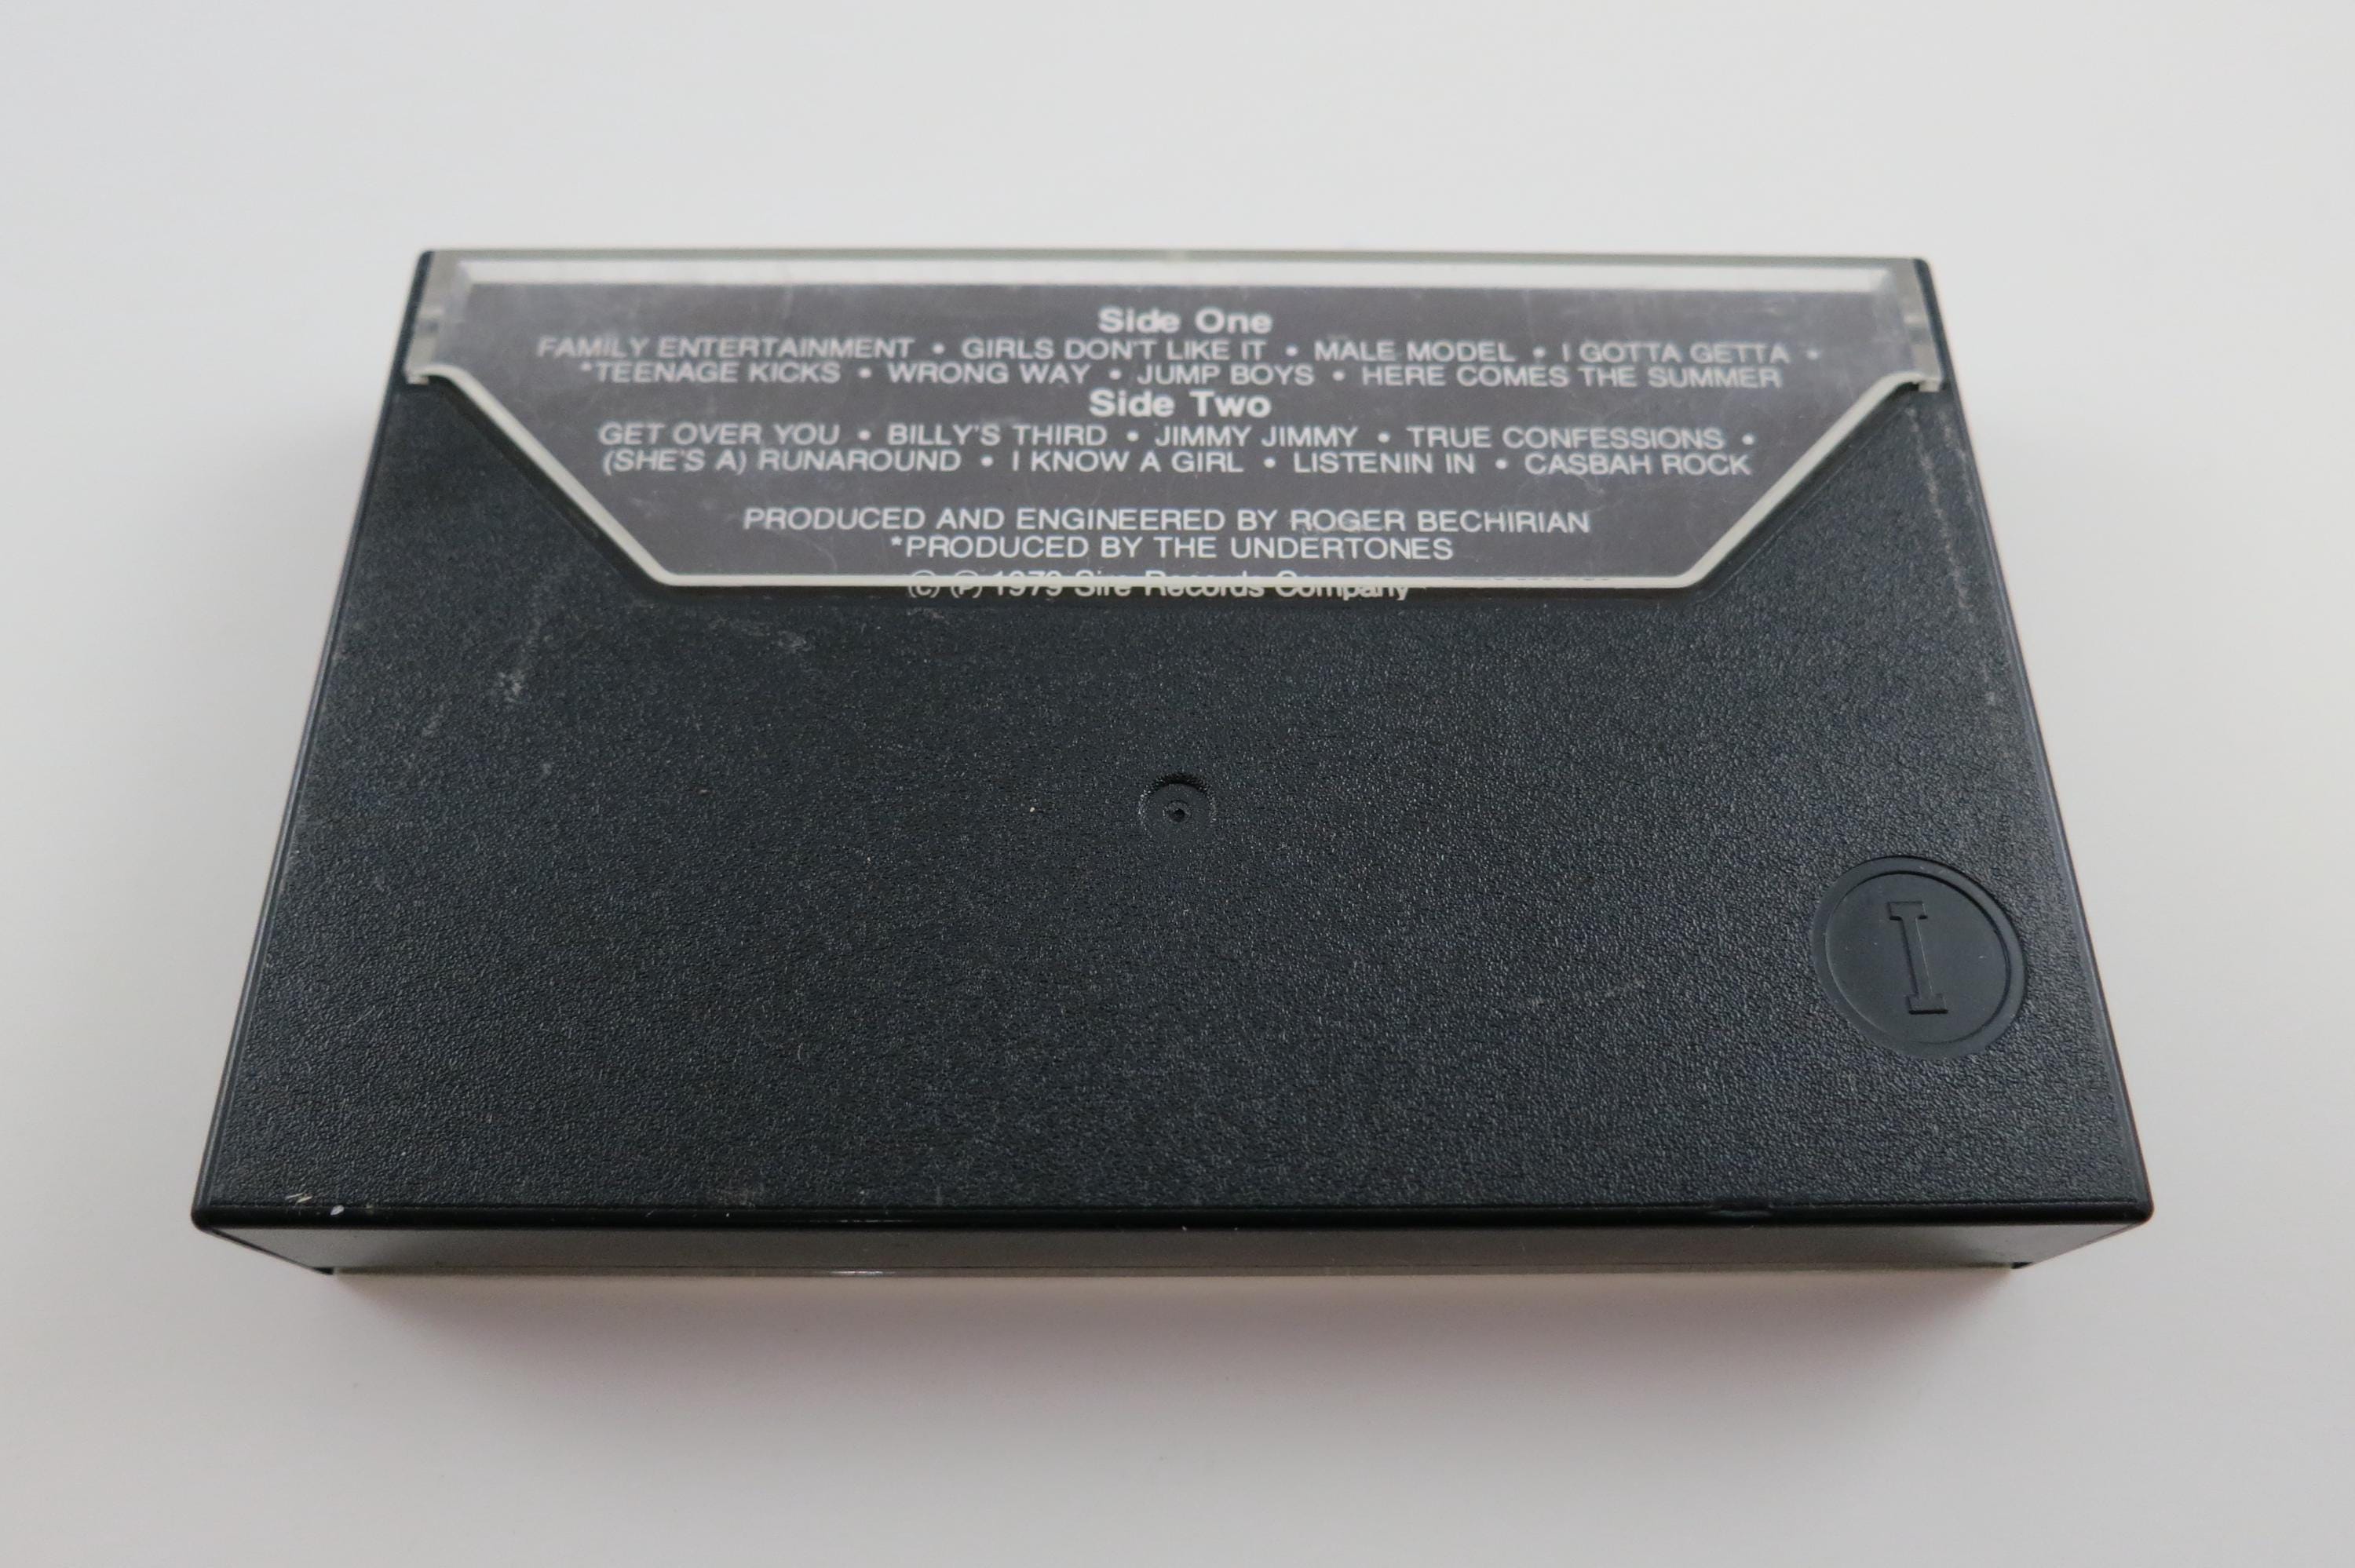 Side One
FAMILY ENTERTAINMENT • GIRLS DON'T LIKE IT • MALE MODEL • I GOTTA GETTA •
*TEENAGE KICKS • WRONG WAY • JUMP BOYS • HERE COMES THE SUMMER
Side Two
GET OVER YOU • BILLY'S THIRD • JIMMY JIMMY • TRUE CONFESSIONS •
(SHE'S A) RUNAROUND • I KNOW A GIRL • LISTENIN IN • CASBAH ROCK
PRODUCED AND ENGINEERED BY ROGER BECHIRIAN
*PRODUCED BY THE UNDERTONES
Ⓒ Ⓟ 1979 Sire Records Company
I